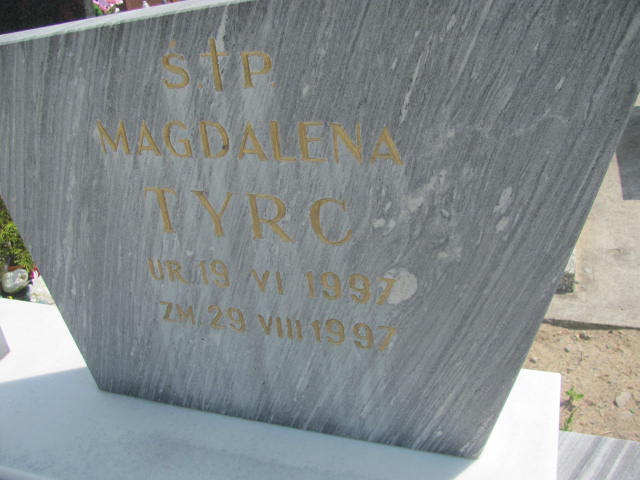 Ś†P.
MAGDALENA
TYRC
UR. 19 VI 1997
ZM. 29 VIII 1997